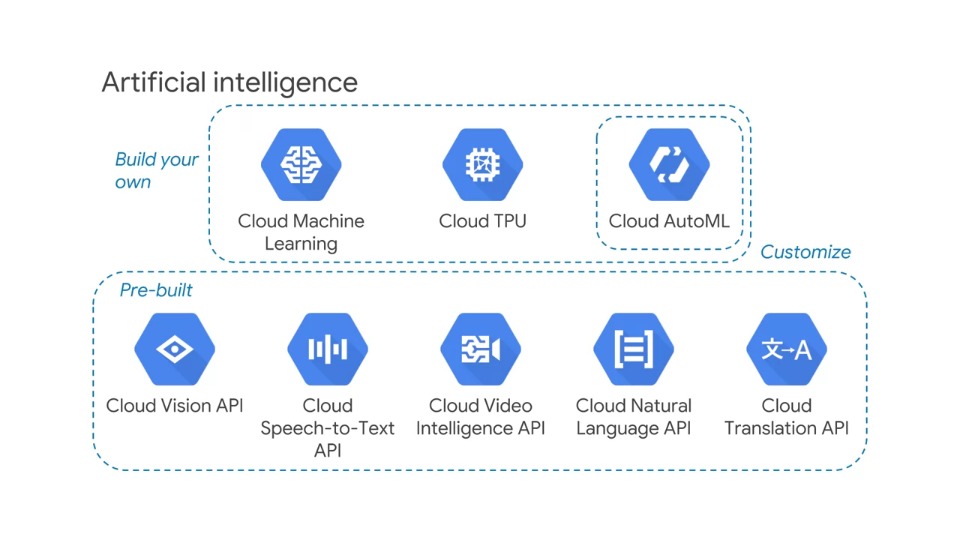 Artificial intelligence
Build your
own
Cloud Machine
Learning
Cloud TPU
Cloud AutoML
Customize
Pre-built
文→A
Cloud Vision API
Cloud
Speech-to-Text
API
Cloud Video
Intelligence API
Cloud Natural
Language API
Cloud
Translation API